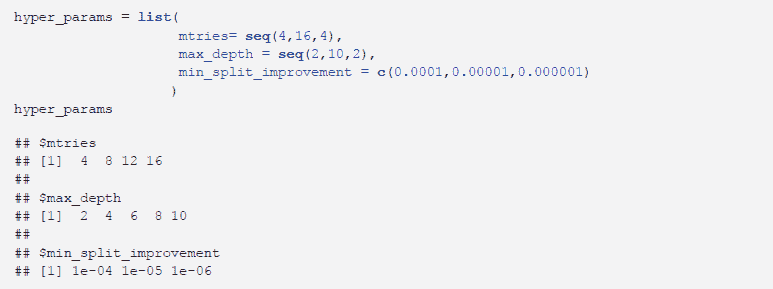 hyper_params = list(
mtries= seq(4,16,4),
max_depth = seq(2,10,2),
min_split_improvement = c(0.0001,0.00001,0.000001)
)
hyper_params
## $mtries
## [1]  4  8 12 16
##
## $max_depth
## [1]  2  4  6  8 10
##
## $min_split_improvement
## [1] 1e-04 1e-05 1e-06